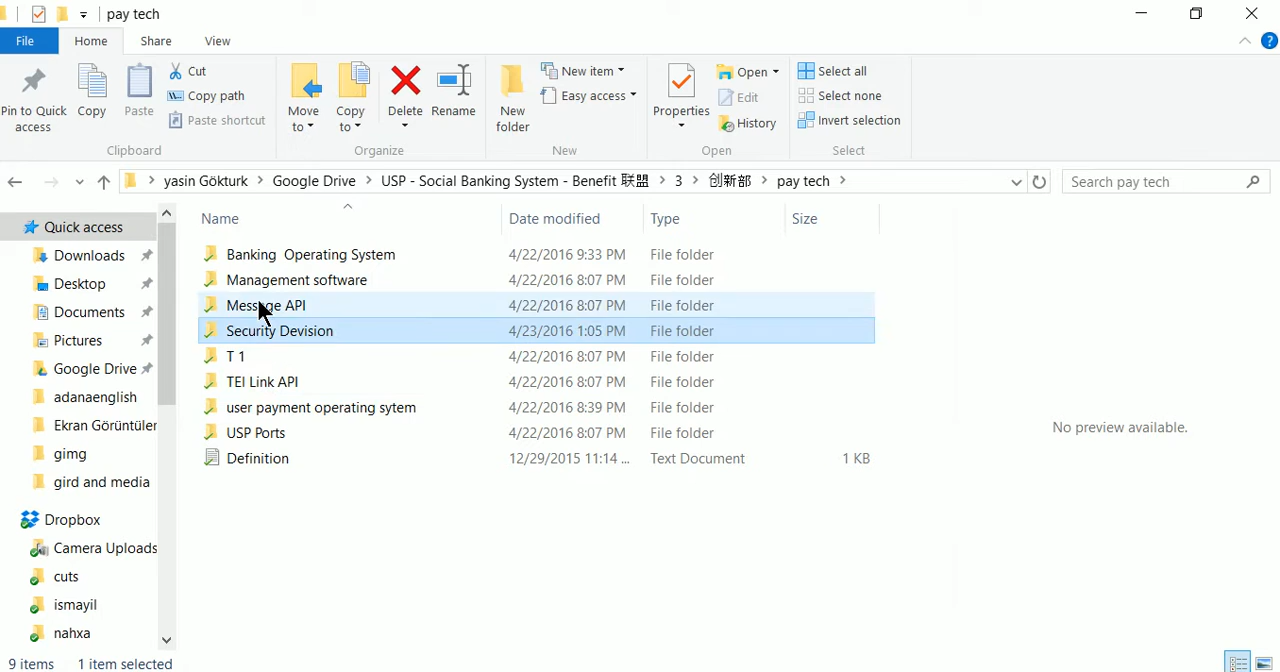 pay tech
File Home Share View
Pin to Quick access
Copy
Paste
Cut
Copy path
Paste shortcut
Clipboard
Move to
Copy to
Delete
Rename
Organize
New folder
New item
Easy access
New
Properties
Open
Edit
History
Open
Select all
Select none
Invert selection
Select
yasin Gökturk Google Drive USP - Social Banking System - Benefit 联盟 3 创新部 pay tech
Search pay tech
Quick access
Downloads
Desktop
Documents
Pictures
Google Drive
adanaenglish
Ekran Görüntüler
gimg
gird and media
Dropbox
Camera Uploads
cuts
ismayil
nahxa
Name Date modified Type Size
Banking Operating System 4/22/2016 9:33 PM File folder
Management software 4/22/2016 8:07 PM File folder
Message API 4/22/2016 8:07 PM File folder
Security Devision 4/23/2016 1:05 PM File folder
T 1 4/22/2016 8:07 PM File folder
TEI Link API 4/22/2016 8:07 PM File folder
user payment operating sytem 4/22/2016 8:39 PM File folder
USP Ports 4/22/2016 8:07 PM File folder
Definition 12/29/2015 11:14 ... Text Document 1 KB
No preview available.
9 items 1 item selected